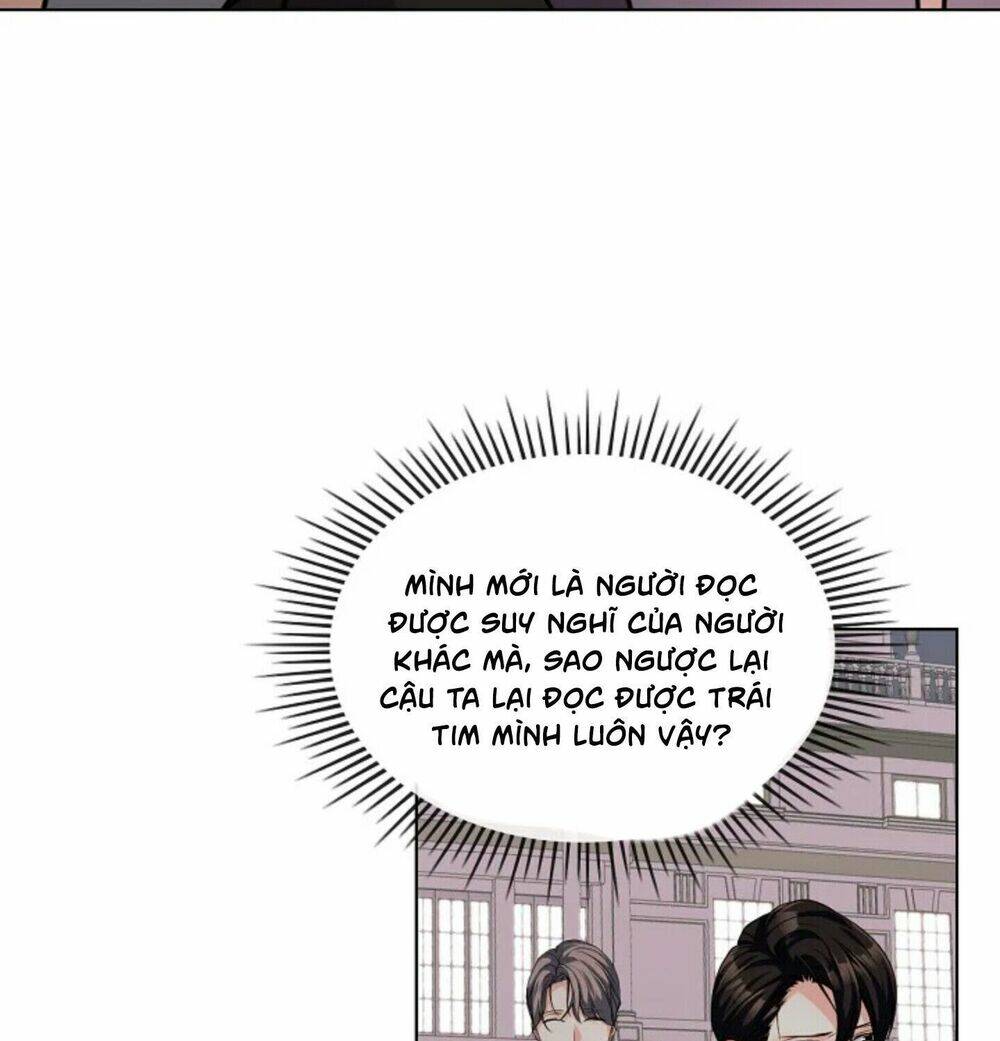 MÌNH MỚI LÀ NGƯỜI ĐỌC
ĐƯỢC SUY NGHĨ CỦA NGƯỜI
KHÁC MÀ, SAO NGƯỢC LẠI
CẬU TA LẠI ĐỌC ĐƯỢC TRÁI
TIM MÌNH LUÔN VẬY?